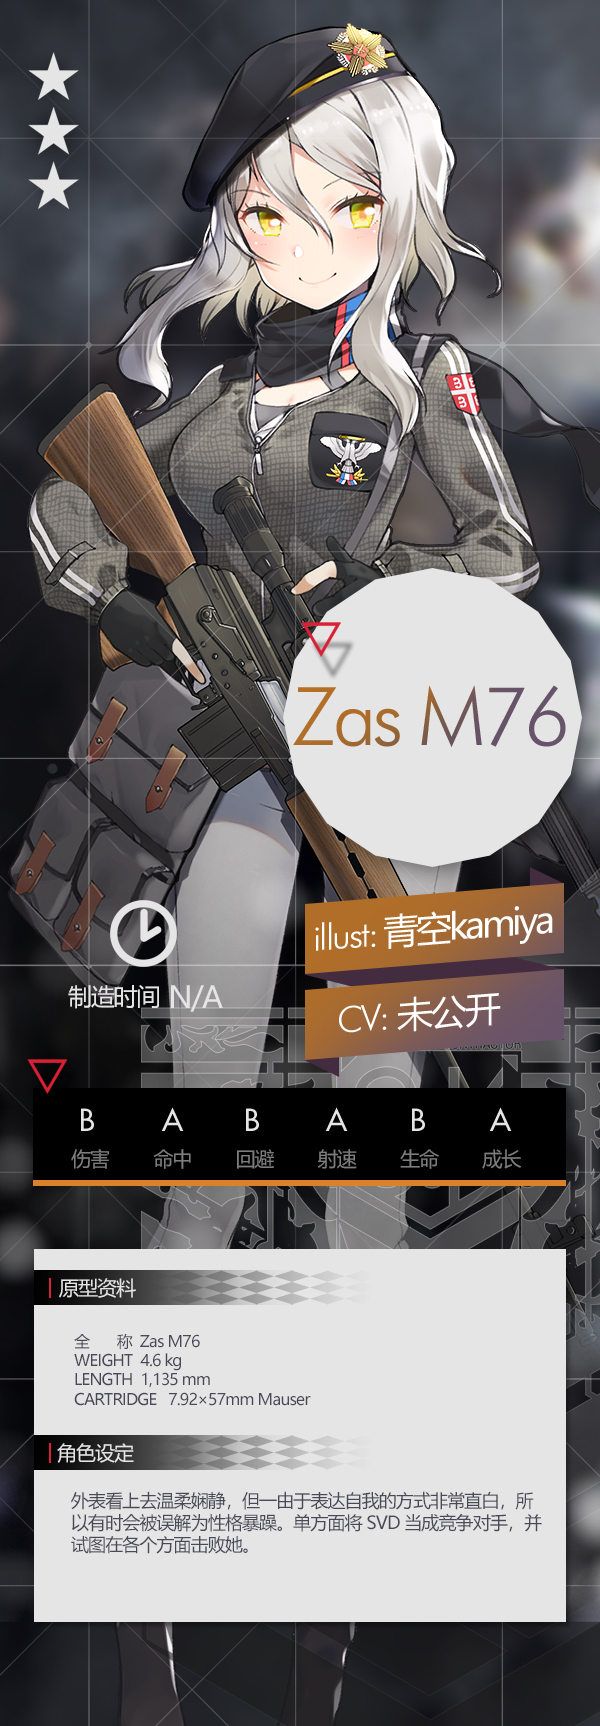 Zas M76
illust: 青空kamiya
CV: 未公开
制造时间 N/A
B A B A B A
伤害 命中 回避 射速 生命 成长
原型资料
全 称 Zas M76
WEIGHT 4.6 kg
LENGTH 1,135 mm
CARTRIDGE 7.92×57mm Mauser
角色设定
外表看上去温柔娴静，但一由于表达自我的方式非常直白，所
以有时会被误解为性格暴躁。单方面将 SVD 当成竞争对手，并
试图在各个方面击败她。